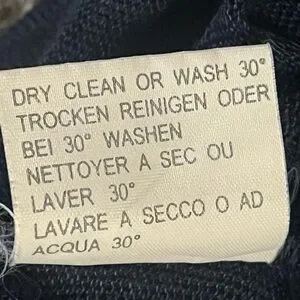 DRY CLEAN OR WASH 30°
TROCKEN REINIGEN ODER
BEI 30° WASHEN
NETTOYER A SEC OU
LAVER 30°
LAVARE A SECCO O AD
ACQUA 30°